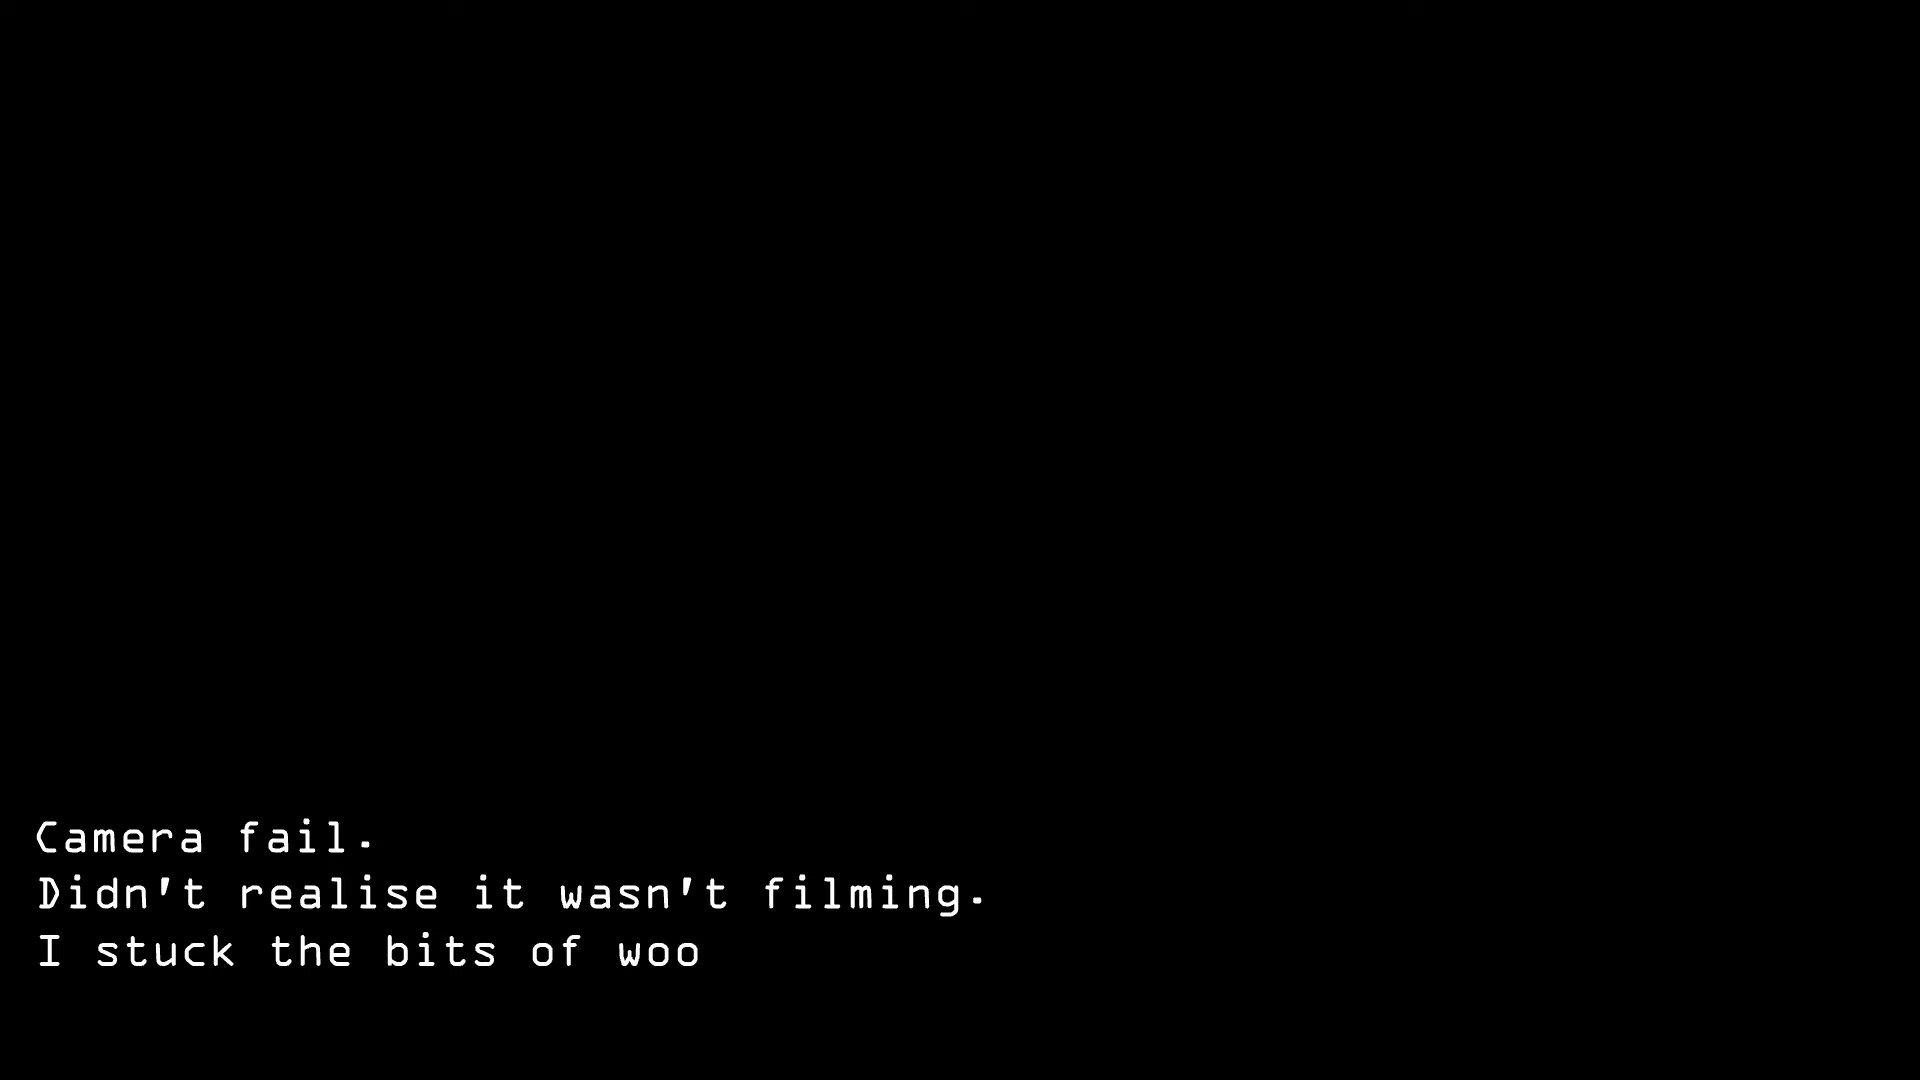 Camera fail.
Didn't realise it wasn't filming.
I stuck the bits of woo